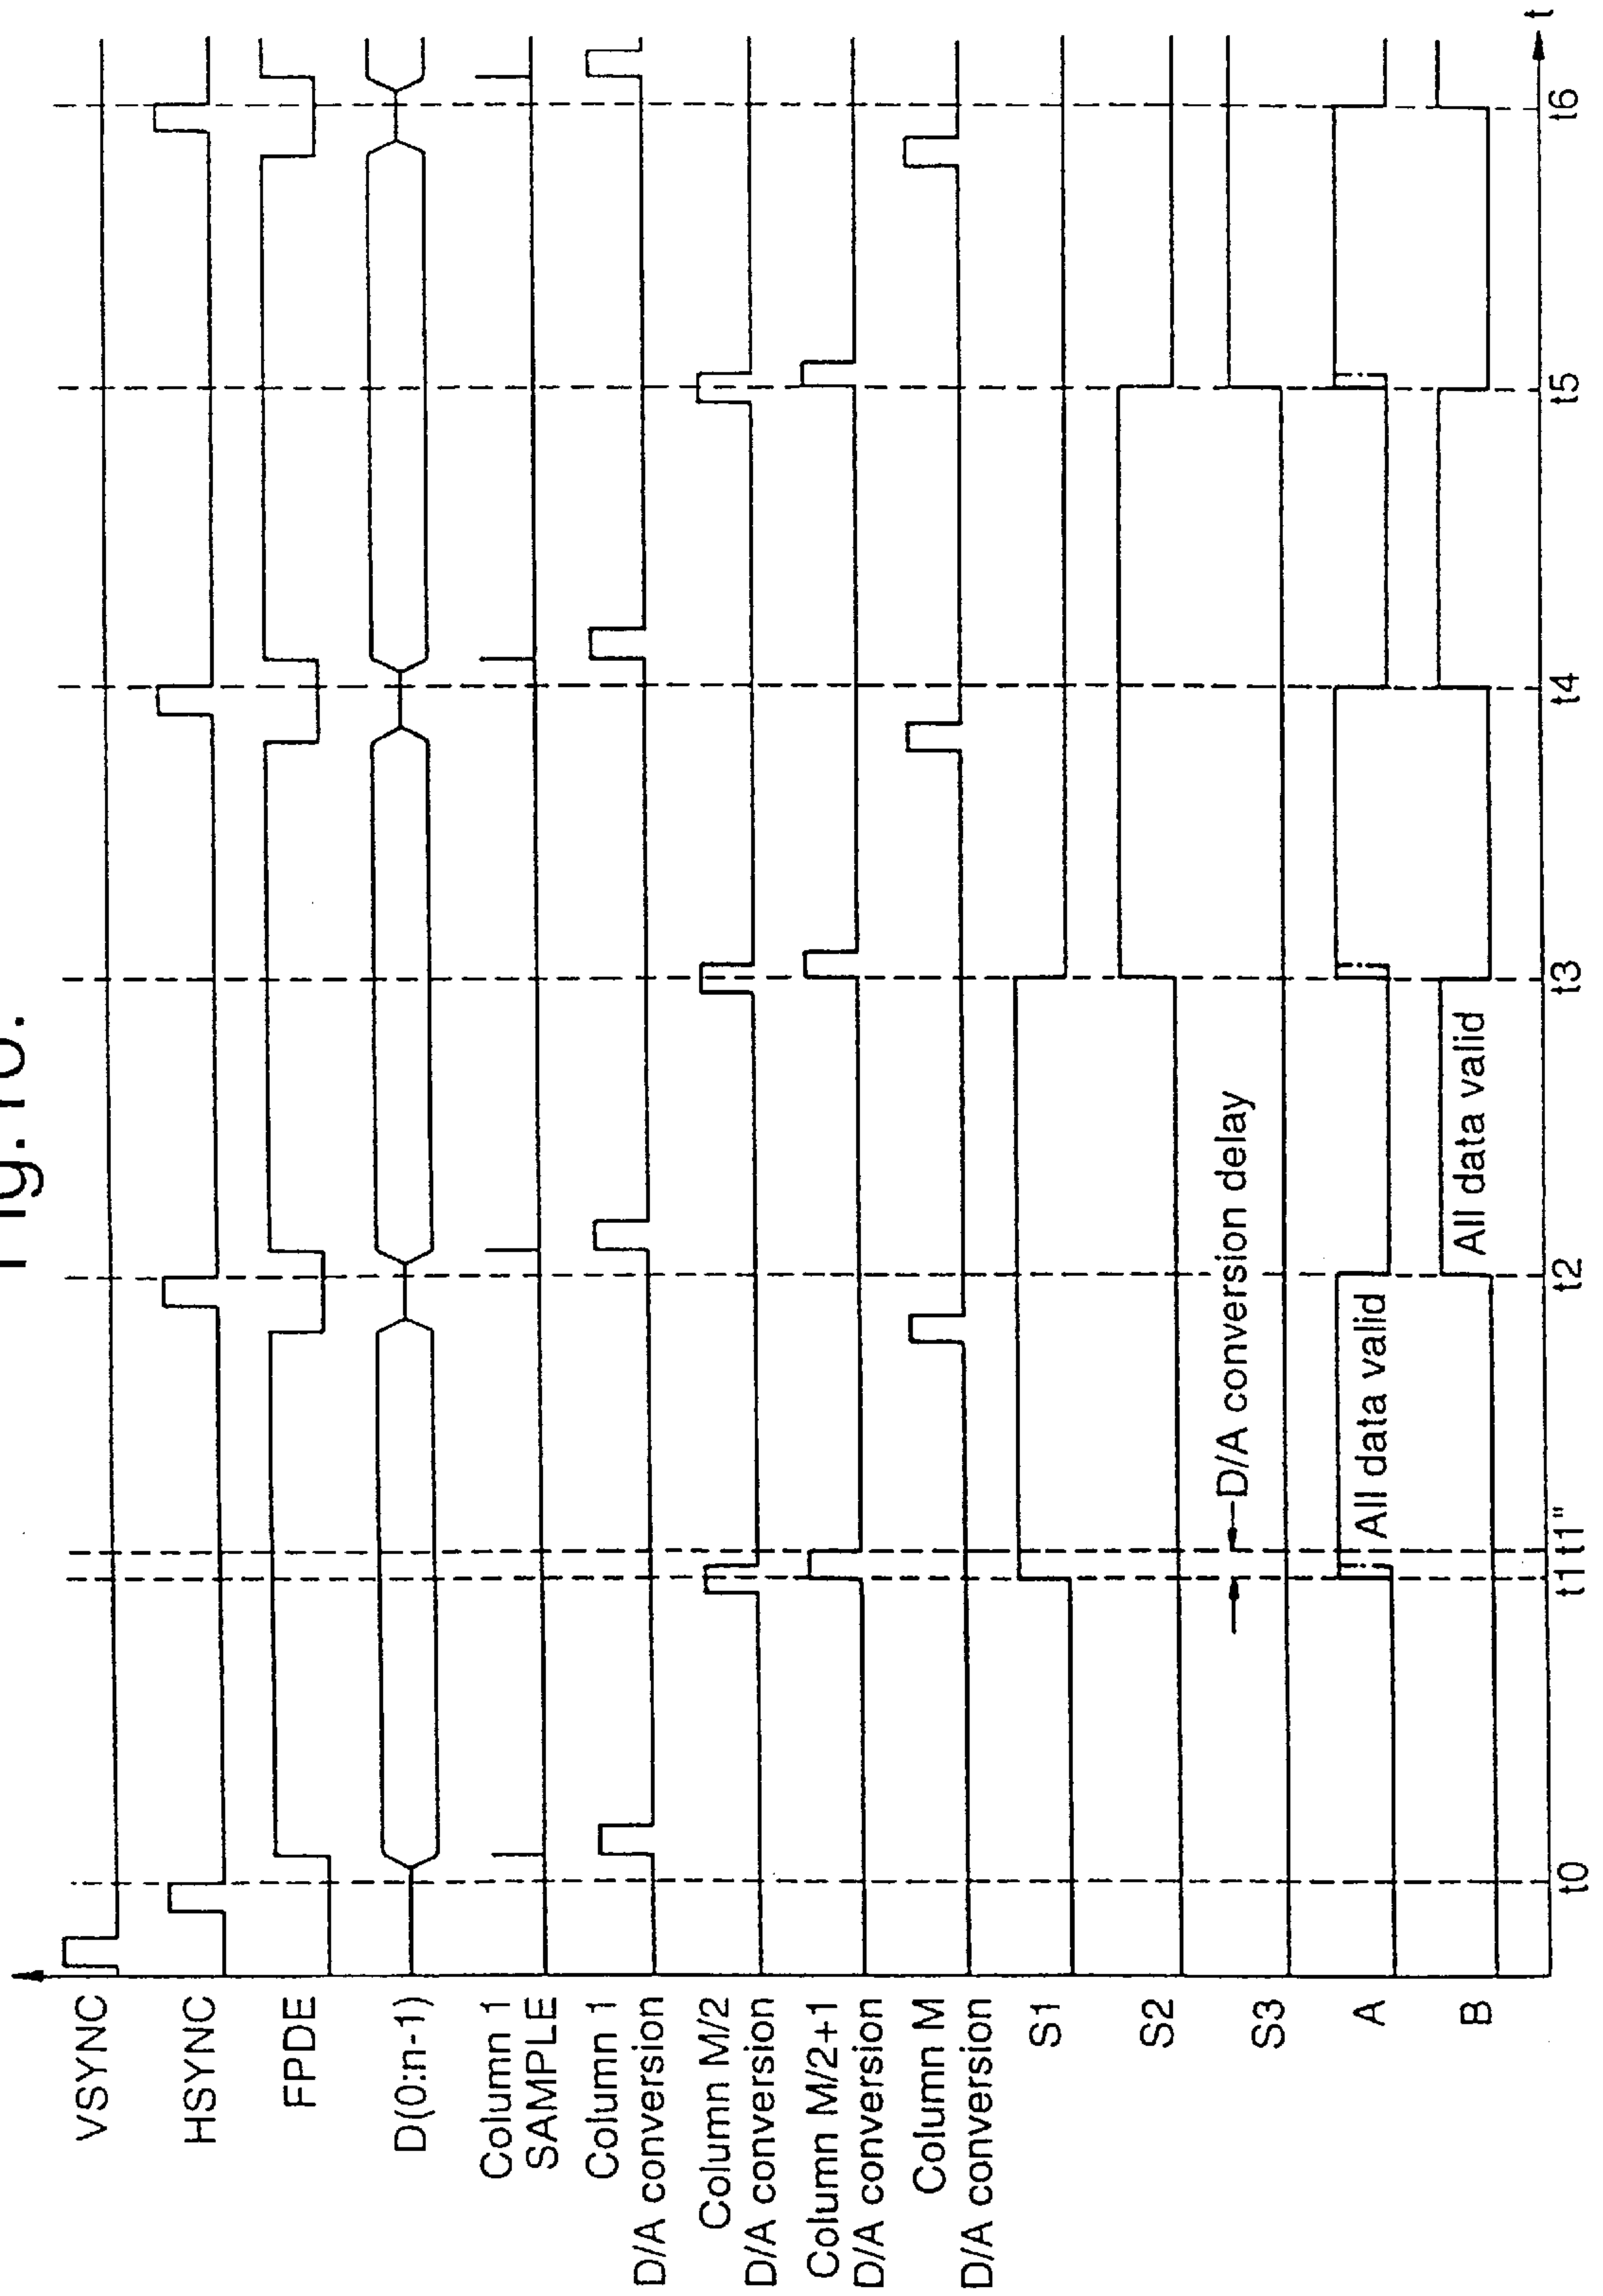 Fig.10.
VSYNC
HSYNC
FPDE
D(0:n-1)
Column 1
SAMPLE
Column 1
D/A conversion
Column M/2
D/A conversion
Column M/2+1
D/A conversion
Column M
D/A conversion
S1
S2
S3
D/A conversion delay
A
All data valid
B
All data valid
t0
t1'
t1"
t2
t3
t4
t5
t6
t